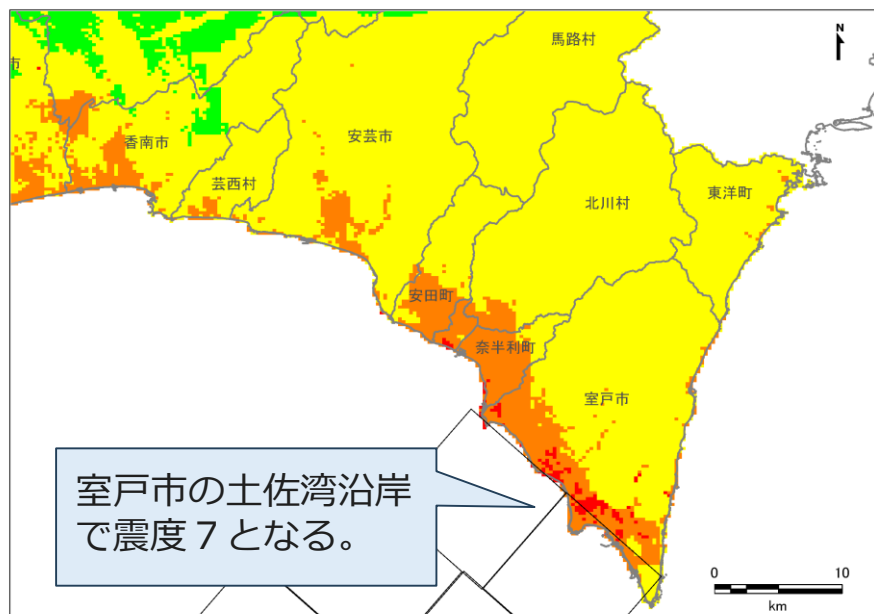 馬路村
N
市
香南市
安芸市
芸西村
北川村
東洋町
安田町
奈半利町
室戸市
室戸市の土佐湾沿岸
で震度７となる。
0 10
km